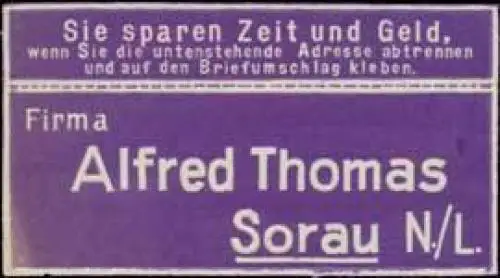 Sie sparen Zeit und Geld,
wenn Sie die untenstehende Adresse abtrennen
und auf den Briefumschlag kleben.
Firma
Alfred Thomas
Sorau N./L.